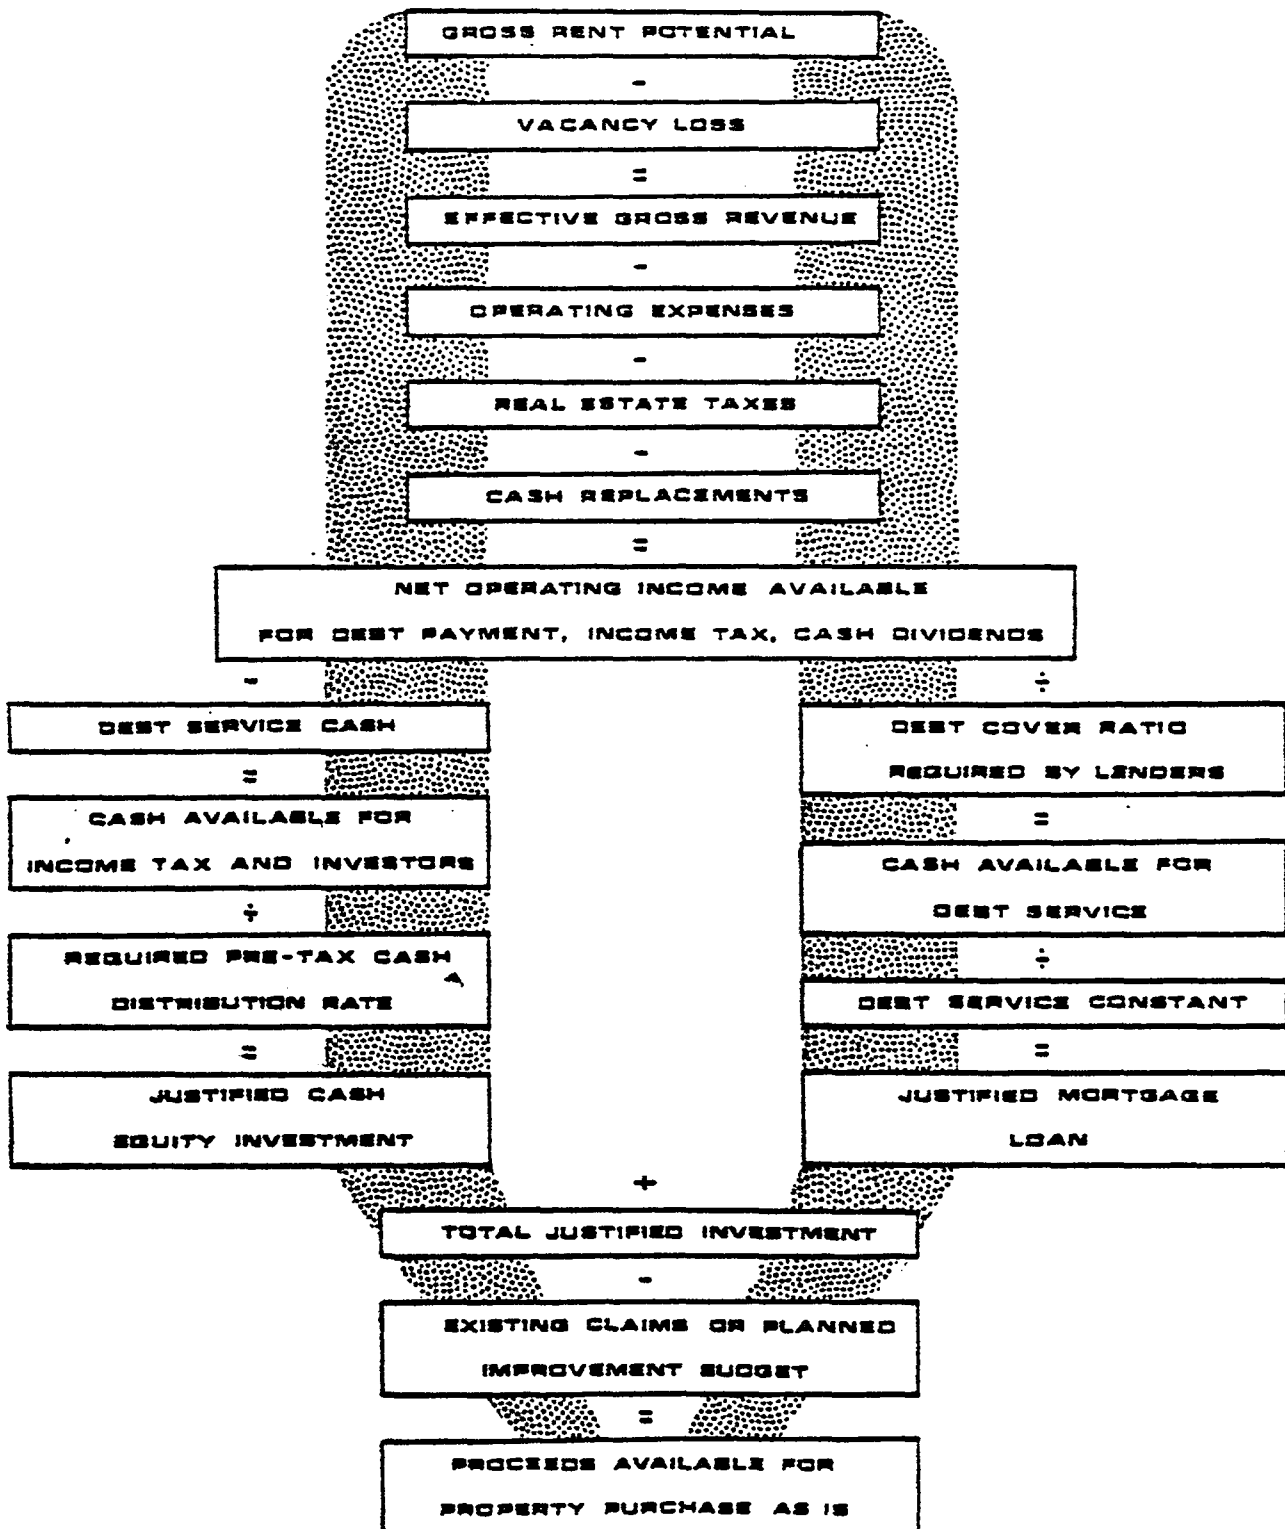 GROSS RENT POTENTIAL
-
VACANCY LOSS
=
EFFECTIVE GROSS REVENUE
-
OPERATING EXPENSES
-
REAL ESTATE TAXES
-
CASH REPLACEMENTS
=
NET OPERATING INCOME AVAILABLE
FOR DEBT PAYMENT, INCOME TAX, CASH DIVIDENDS
-
DEBT SERVICE CASH
=
CASH AVAILABLE FOR
INCOME TAX AND INVESTORS
÷
REQUIRED PRE-TAX CASH
DISTRIBUTION RATE
=
JUSTIFIED CASH
EQUITY INVESTMENT
÷
DEBT COVER RATIO
REQUIRED BY LENDERS
=
CASH AVAILABLE FOR
DEBT SERVICE
÷
DEBT SERVICE CONSTANT
=
JUSTIFIED MORTGAGE
LOAN
+
TOTAL JUSTIFIED INVESTMENT
-
EXISTING CLAIMS OR PLANNED
IMPROVEMENT BUDGET
=
PROCEEDS AVAILABLE FOR
PROPERTY PURCHASE AS IS